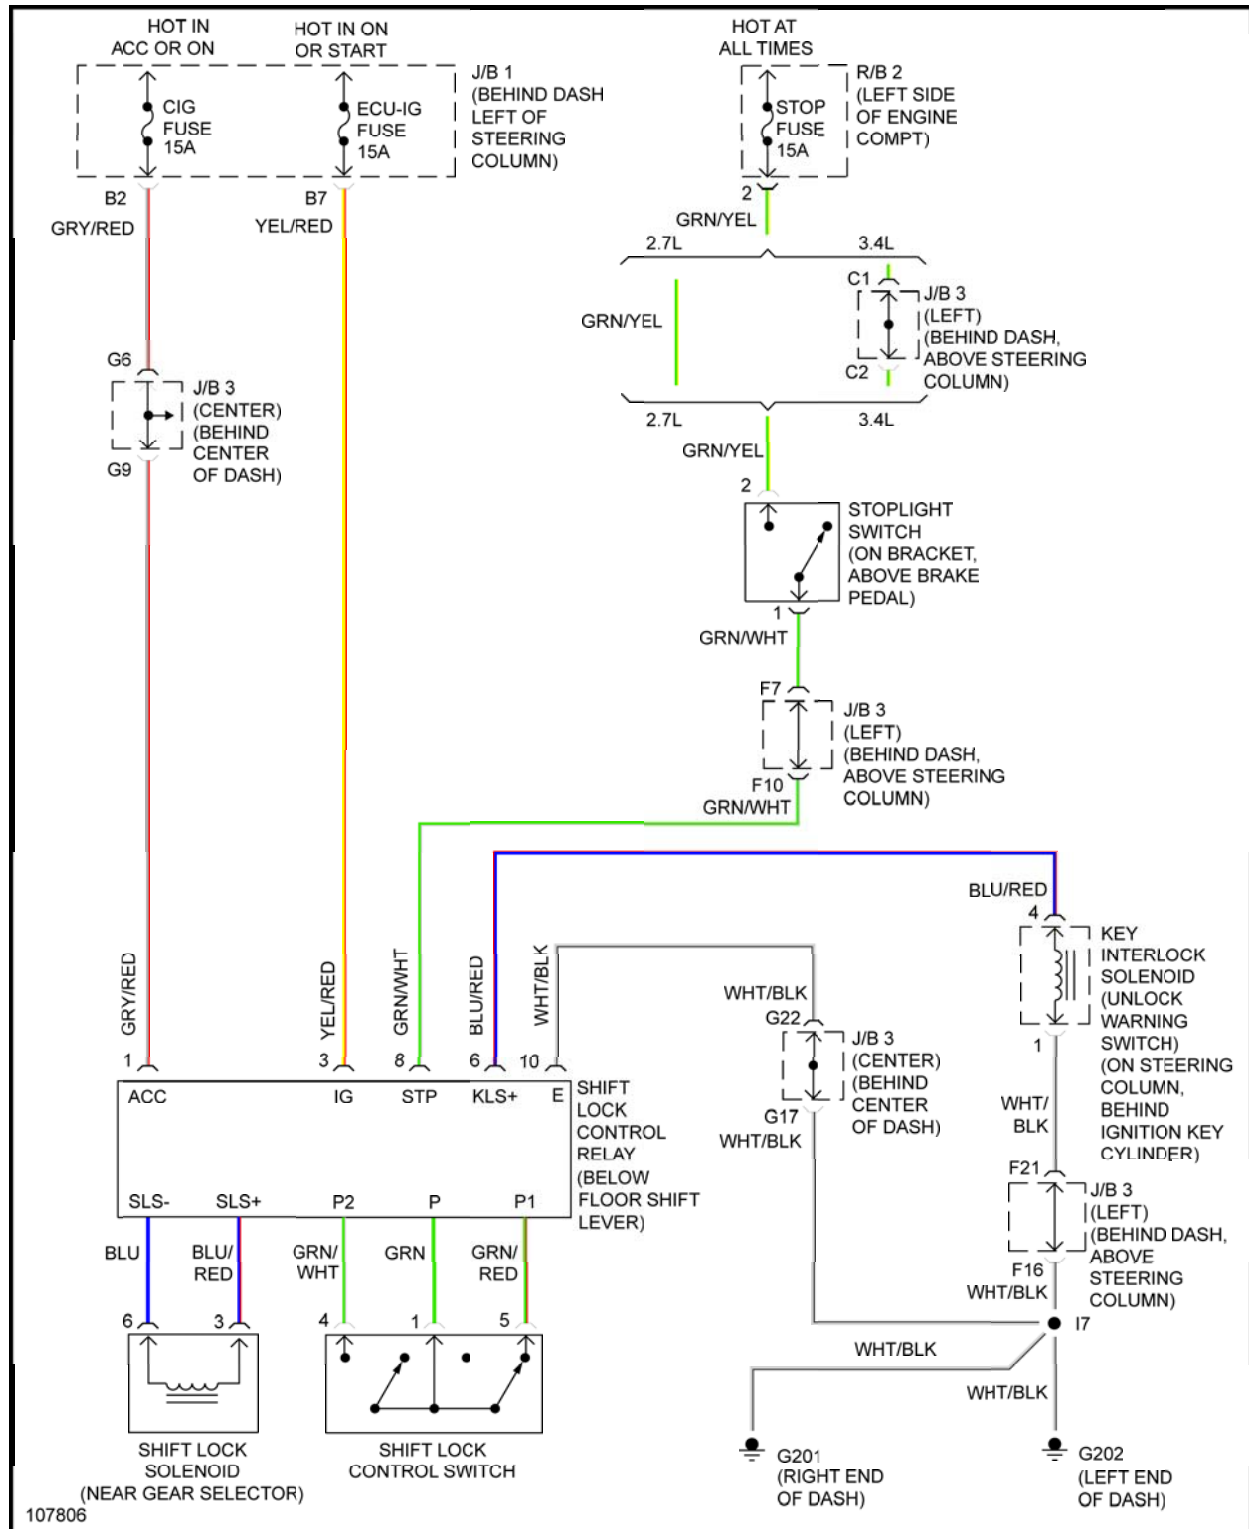 HOT IN
ACC OR ON
HOT IN ON
OR START
HOT AT
ALL TIMES
CIG
FUSE
15A
ECU-IG
FUSE
15A
J/B 1
(BEHIND DASH
LEFT OF
STEERING
COLUMN)
STOP
FUSE
15A
R/B 2
(LEFT SIDE
OF ENGINE
COMPT)
B2
GRY/RED
B7
YEL/RED
2
GRN/YEL
2.7L
3.4L
GRN/YEL
C1
C2
J/B 3
(LEFT)
(BEHIND DASH,
ABOVE STEERING
COLUMN)
2.7L
3.4L
G6
G9
J/B 3
(CENTER)
(BEHIND
CENTER
OF DASH)
GRN/YEL
2
STOPLIGHT
SWITCH
(ON BRACKET,
ABOVE BRAKE
PEDAL)
1
GRN/WHT
F7
F10
J/B 3
(LEFT)
(BEHIND DASH,
ABOVE STEERING
COLUMN)
GRN/WHT
BLU/RED
4
KEY
INTERLOCK
SOLENOID
(UNLOCK
WARNING
SWITCH)
(ON STEERING
COLUMN,
BEHIND
IGNITION KEY
CYLINDER)
1
WHT/
BLK
GRY/RED
YEL/RED
GRN/WHT
BLU/RED
WHT/BLK
WHT/BLK
G22
G17
J/B 3
(CENTER)
(BEHIND
CENTER
OF DASH)
WHT/BLK
1
3
8
6
10
ACC
IG
STP
KLS+
E
SHIFT
LOCK
CONTROL
RELAY
(BELOW
FLOOR SHIFT
LEVER)
SLS-
SLS+
P2
P
P1
F21
F16
J/B 3
(LEFT)
(BEHIND DASH,
ABOVE
STEERING
COLUMN)
WHT/BLK
I7
BLU
BLU/
RED
GRN/
WHT
GRN
GRN/
RED
6
3
4
1
5
WHT/BLK
WHT/BLK
SHIFT LOCK
SOLENOID
(NEAR GEAR SELECTOR)
SHIFT LOCK
CONTROL SWITCH
G201
(RIGHT END
OF DASH)
G202
(LEFT END
OF DASH)
107806